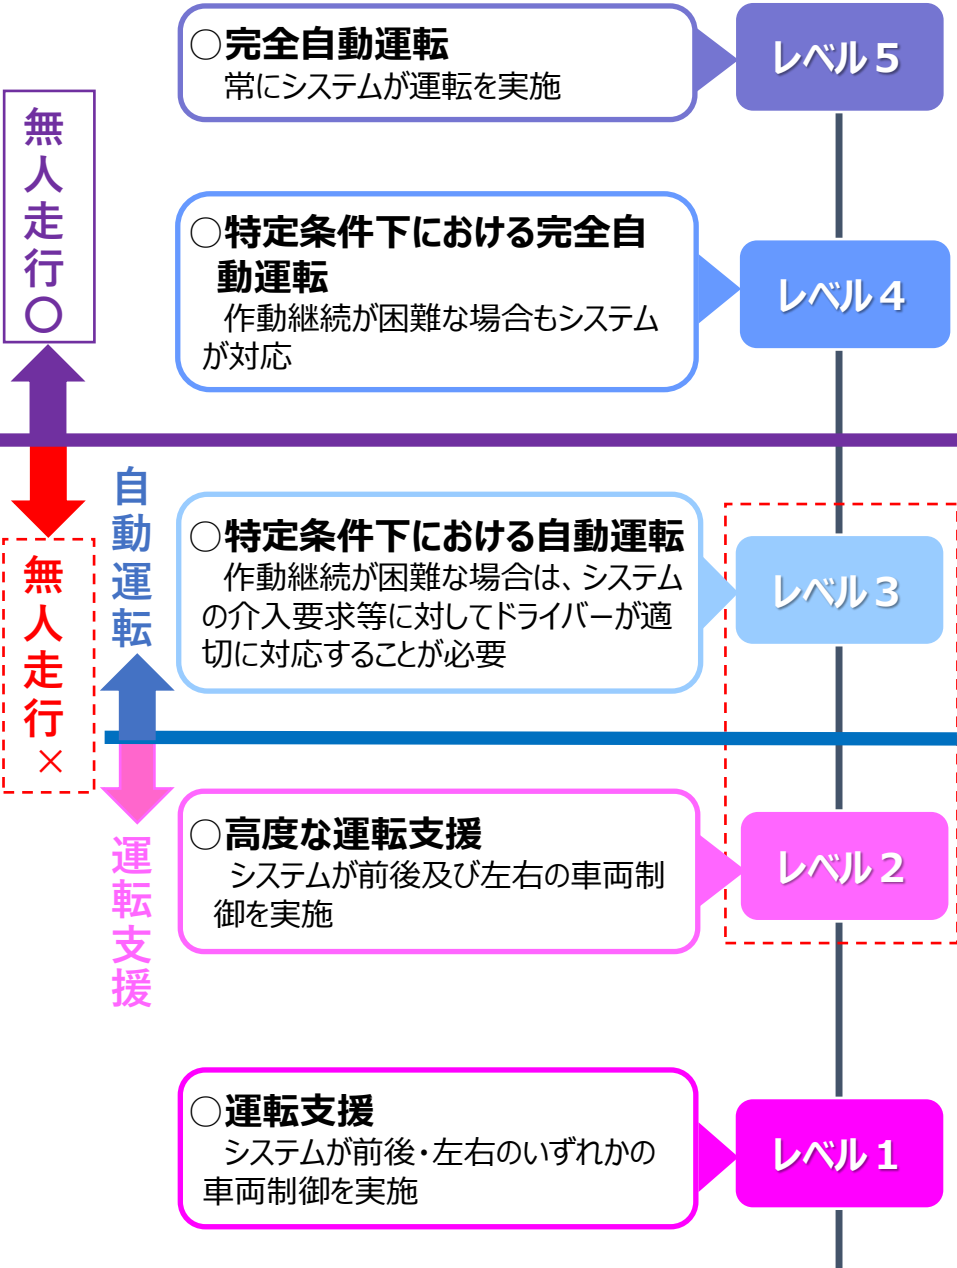 ○完全自動運転
常にシステムが運転を実施
レベル５
無人走行○
○特定条件下における完全自
動運転
作動継続が困難な場合もシステム
が対応
レベル４
自動運転
○特定条件下における自動運転
作動継続が困難な場合は、システム
の介入要求等に対してドライバーが適
切に対応することが必要
レベル３
無人走行×
運転支援
○高度な運転支援
システムが前後及び左右の車両制
御を実施
レベル２
○運転支援
システムが前後・左右のいずれかの
車両制御を実施
レベル１